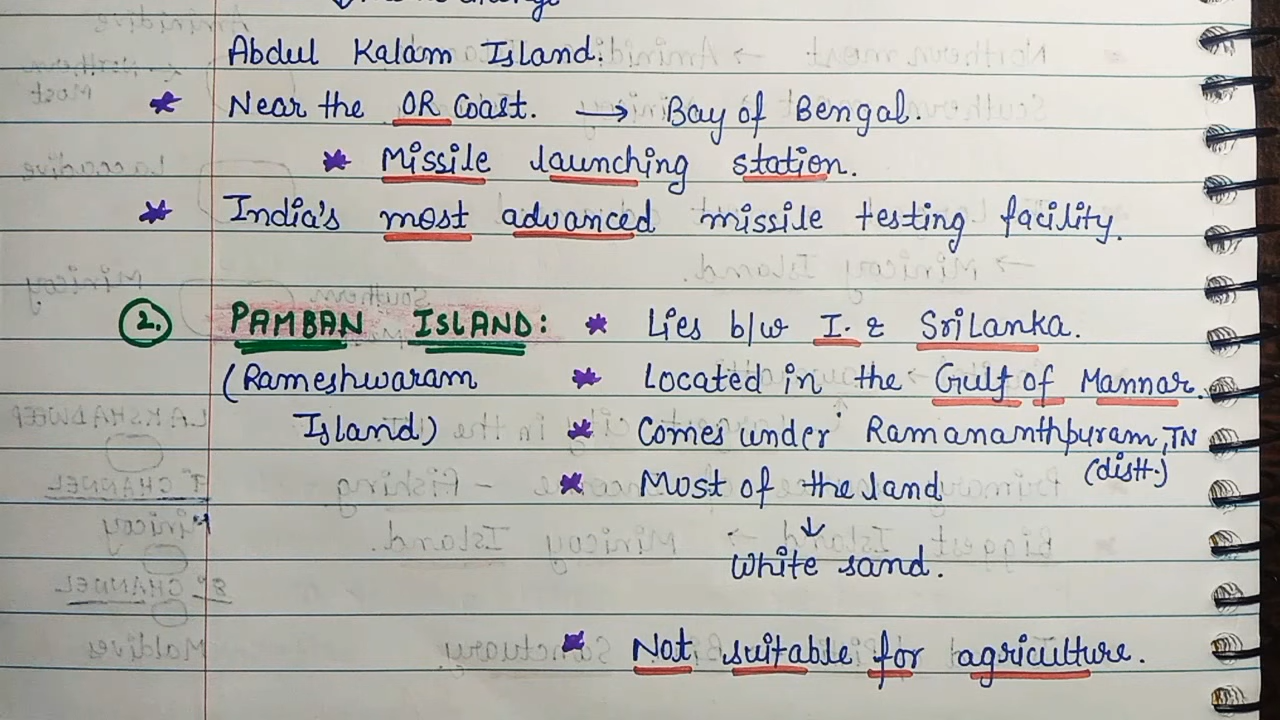 Abdul Kalam Island.
* Near the OR Coast. → Bay of Bengal.
* Missile launching station.
* India's most advanced missile testing facility.
2. PAMBAN ISLAND: * Lies b/w I. & SriLanka.
(Rameshwaram * Located in the Gulf of Mannar.
Island) * Comes under Ramananthpuram, TN
(distt.)
* Most of the land
↓
White sand.
* Not suitable for agriculture.